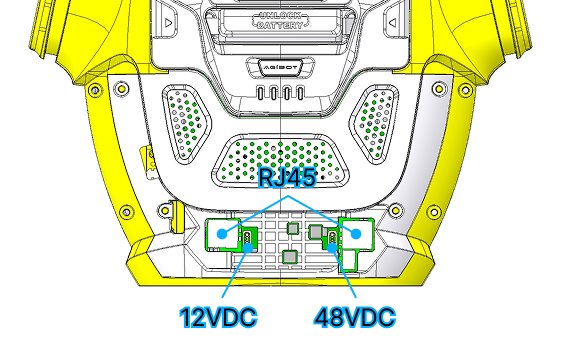 UNLOCK
BATTERY
AGIBOT
RJ45
12VDC
48VDC